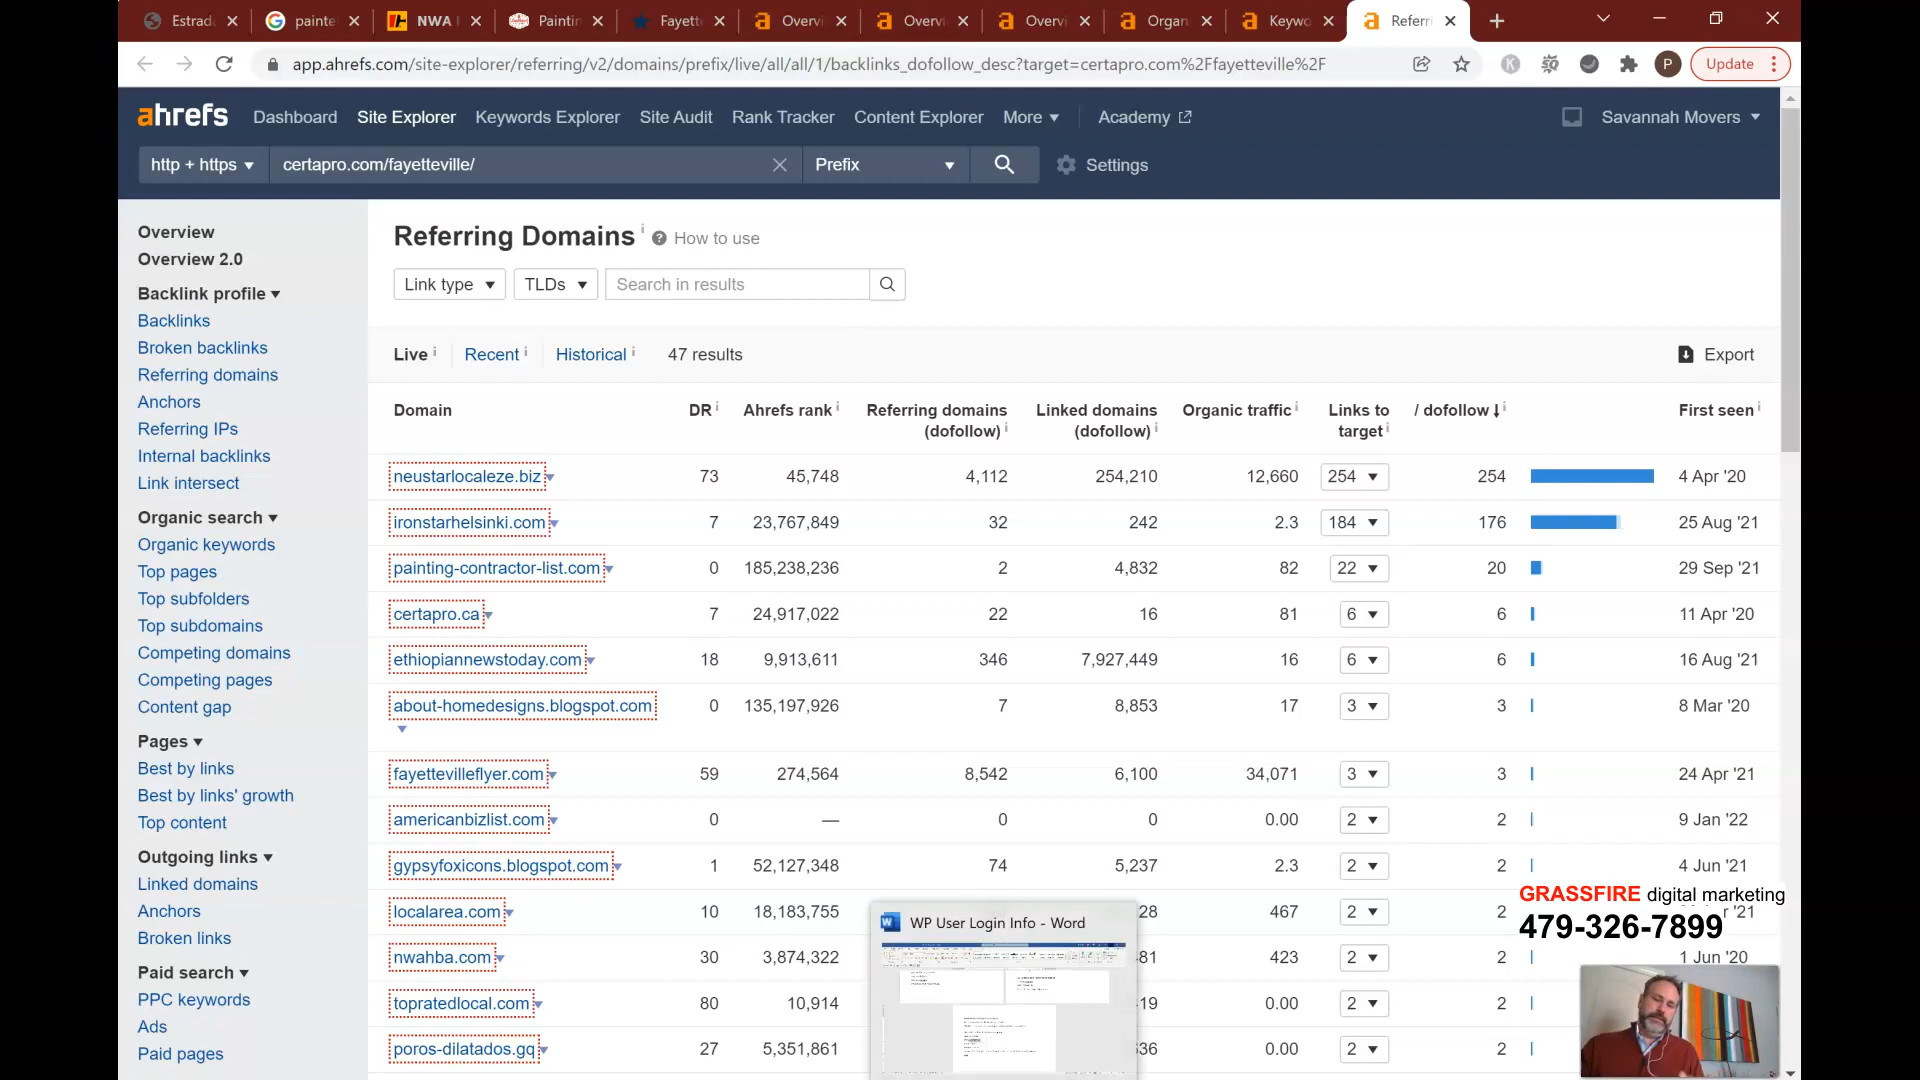 Estrad
painte
NWA
Paintin
Fayett
Overvi
Overvi
Overvi
Organ
Keywo
Referri
app.ahrefs.com/site-explorer/referring/v2/domains/prefix/live/all/all/1/backlinks_dofollow_desc?target=certapro.com%2Ffayetteville%2F
K
P
Update
ahrefs
Dashboard
Site Explorer
Keywords Explorer
Site Audit
Rank Tracker
Content Explorer
More
Academy
Savannah Movers
http + https
certapro.com/fayetteville/
Prefix
Settings
Overview
Overview 2.0
Backlink profile
Backlinks
Broken backlinks
Referring domains
Anchors
Referring IPs
Internal backlinks
Link intersect
Organic search
Organic keywords
Top pages
Top subfolders
Top subdomains
Competing domains
Competing pages
Content gap
Pages
Best by links
Best by links' growth
Top content
Outgoing links
Linked domains
Anchors
Broken links
Paid search
PPC keywords
Ads
Paid pages
Referring Domains i ? How to use
Link type
TLDs
Search in results
Live i Recent i Historical i 47 results
Export
Domain DR i Ahrefs rank i Referring domains (dofollow) i Linked domains (dofollow) i Organic traffic i Links to target i / dofollow i First seen i
neustarlocaleze.biz 73 45,748 4,112 254,210 12,660 254 254 4 Apr '20
ironstarhelsinki.com 7 23,767,849 32 242 2.3 184 176 25 Aug '21
painting-contractor-list.com 0 185,238,236 2 4,832 82 22 20 29 Sep '21
certapro.ca 7 24,917,022 22 16 81 6 6 11 Apr '20
ethiopiannewstoday.com 18 9,913,611 346 7,927,449 16 6 6 16 Aug '21
about-homedesigns.blogspot.com 0 135,197,926 7 8,853 17 3 3 8 Mar '20
fayettevilleflyer.com 59 274,564 8,542 6,100 34,071 3 3 24 Apr '21
americanbizlist.com 0 — 0 0 0.00 2 2 9 Jan '22
gypsyfoxicons.blogspot.com 1 52,127,348 74 5,237 2.3 2 2 4 Jun '21
localarea.com 10 18,183,755 28 467 2 2 '21
nwahba.com 30 3,874,322 81 423 2 2 1 Jun '20
topratedlocal.com 80 10,914 19 0.00 2 2
poros-dilatados.gq 27 5,351,861 36 0.00 2 2
WP User Login Info - Word
GRASSFIRE digital marketing
479-326-7899